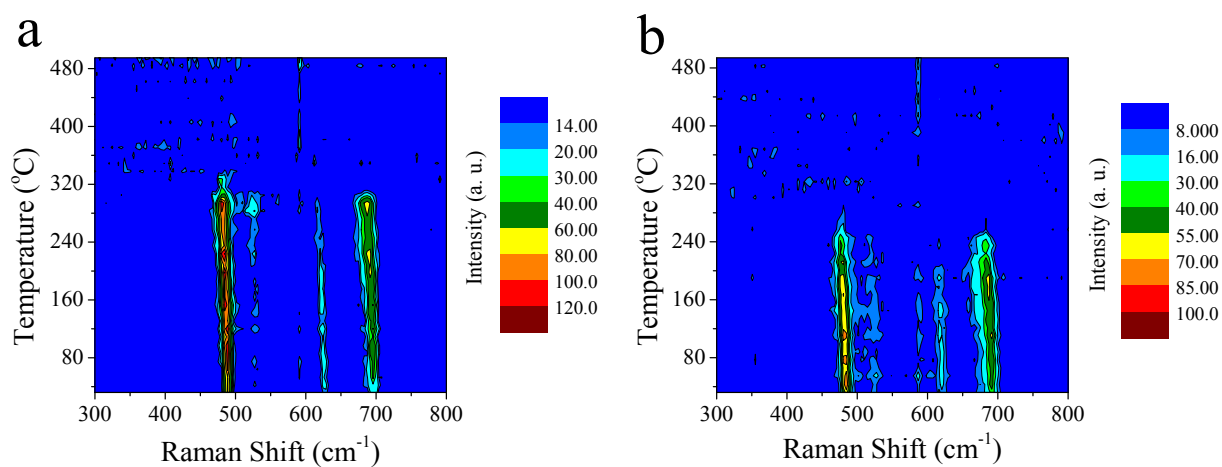 a
b
Temperature (°C)
480
400
320
240
160
80
300 400 500 600 700 800
Raman Shift (cm⁻¹)
Intensity (a. u.)
14.00
20.00
30.00
40.00
60.00
80.00
100.0
120.0
Temperature (°C)
480
400
320
240
160
80
300 400 500 600 700 800
Raman Shift (cm⁻¹)
Intensity (a. u.)
8.000
16.00
30.00
40.00
55.00
70.00
85.00
100.0